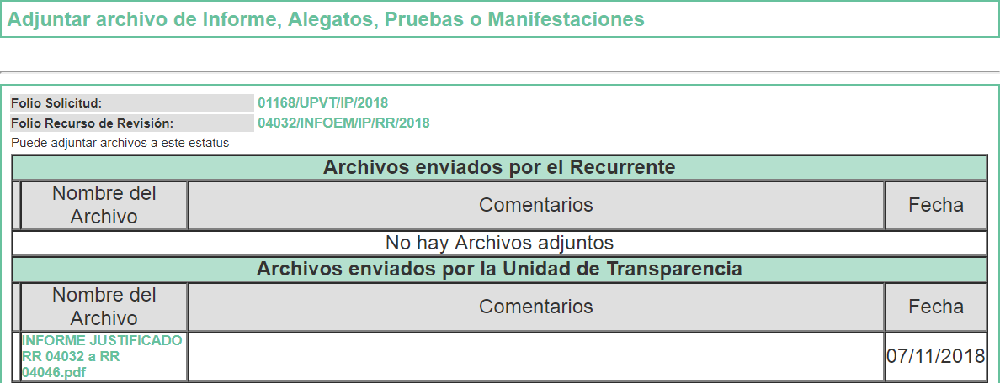 Adjuntar archivo de Informe, Alegatos, Pruebas o Manifestaciones
Folio Solicitud: 01168/UPVT/IP/2018
Folio Recurso de Revisión: 04032/INFOEM/IP/RR/2018
Puede adjuntar archivos a este estatus
Archivos enviados por el Recurrente
Nombre del
Archivo
Comentarios
Fecha
No hay Archivos adjuntos
Archivos enviados por la Unidad de Transparencia
Nombre del
Archivo
Comentarios
Fecha
INFORME JUSTIFICADO
RR 04032 a RR
04046.pdf
07/11/2018